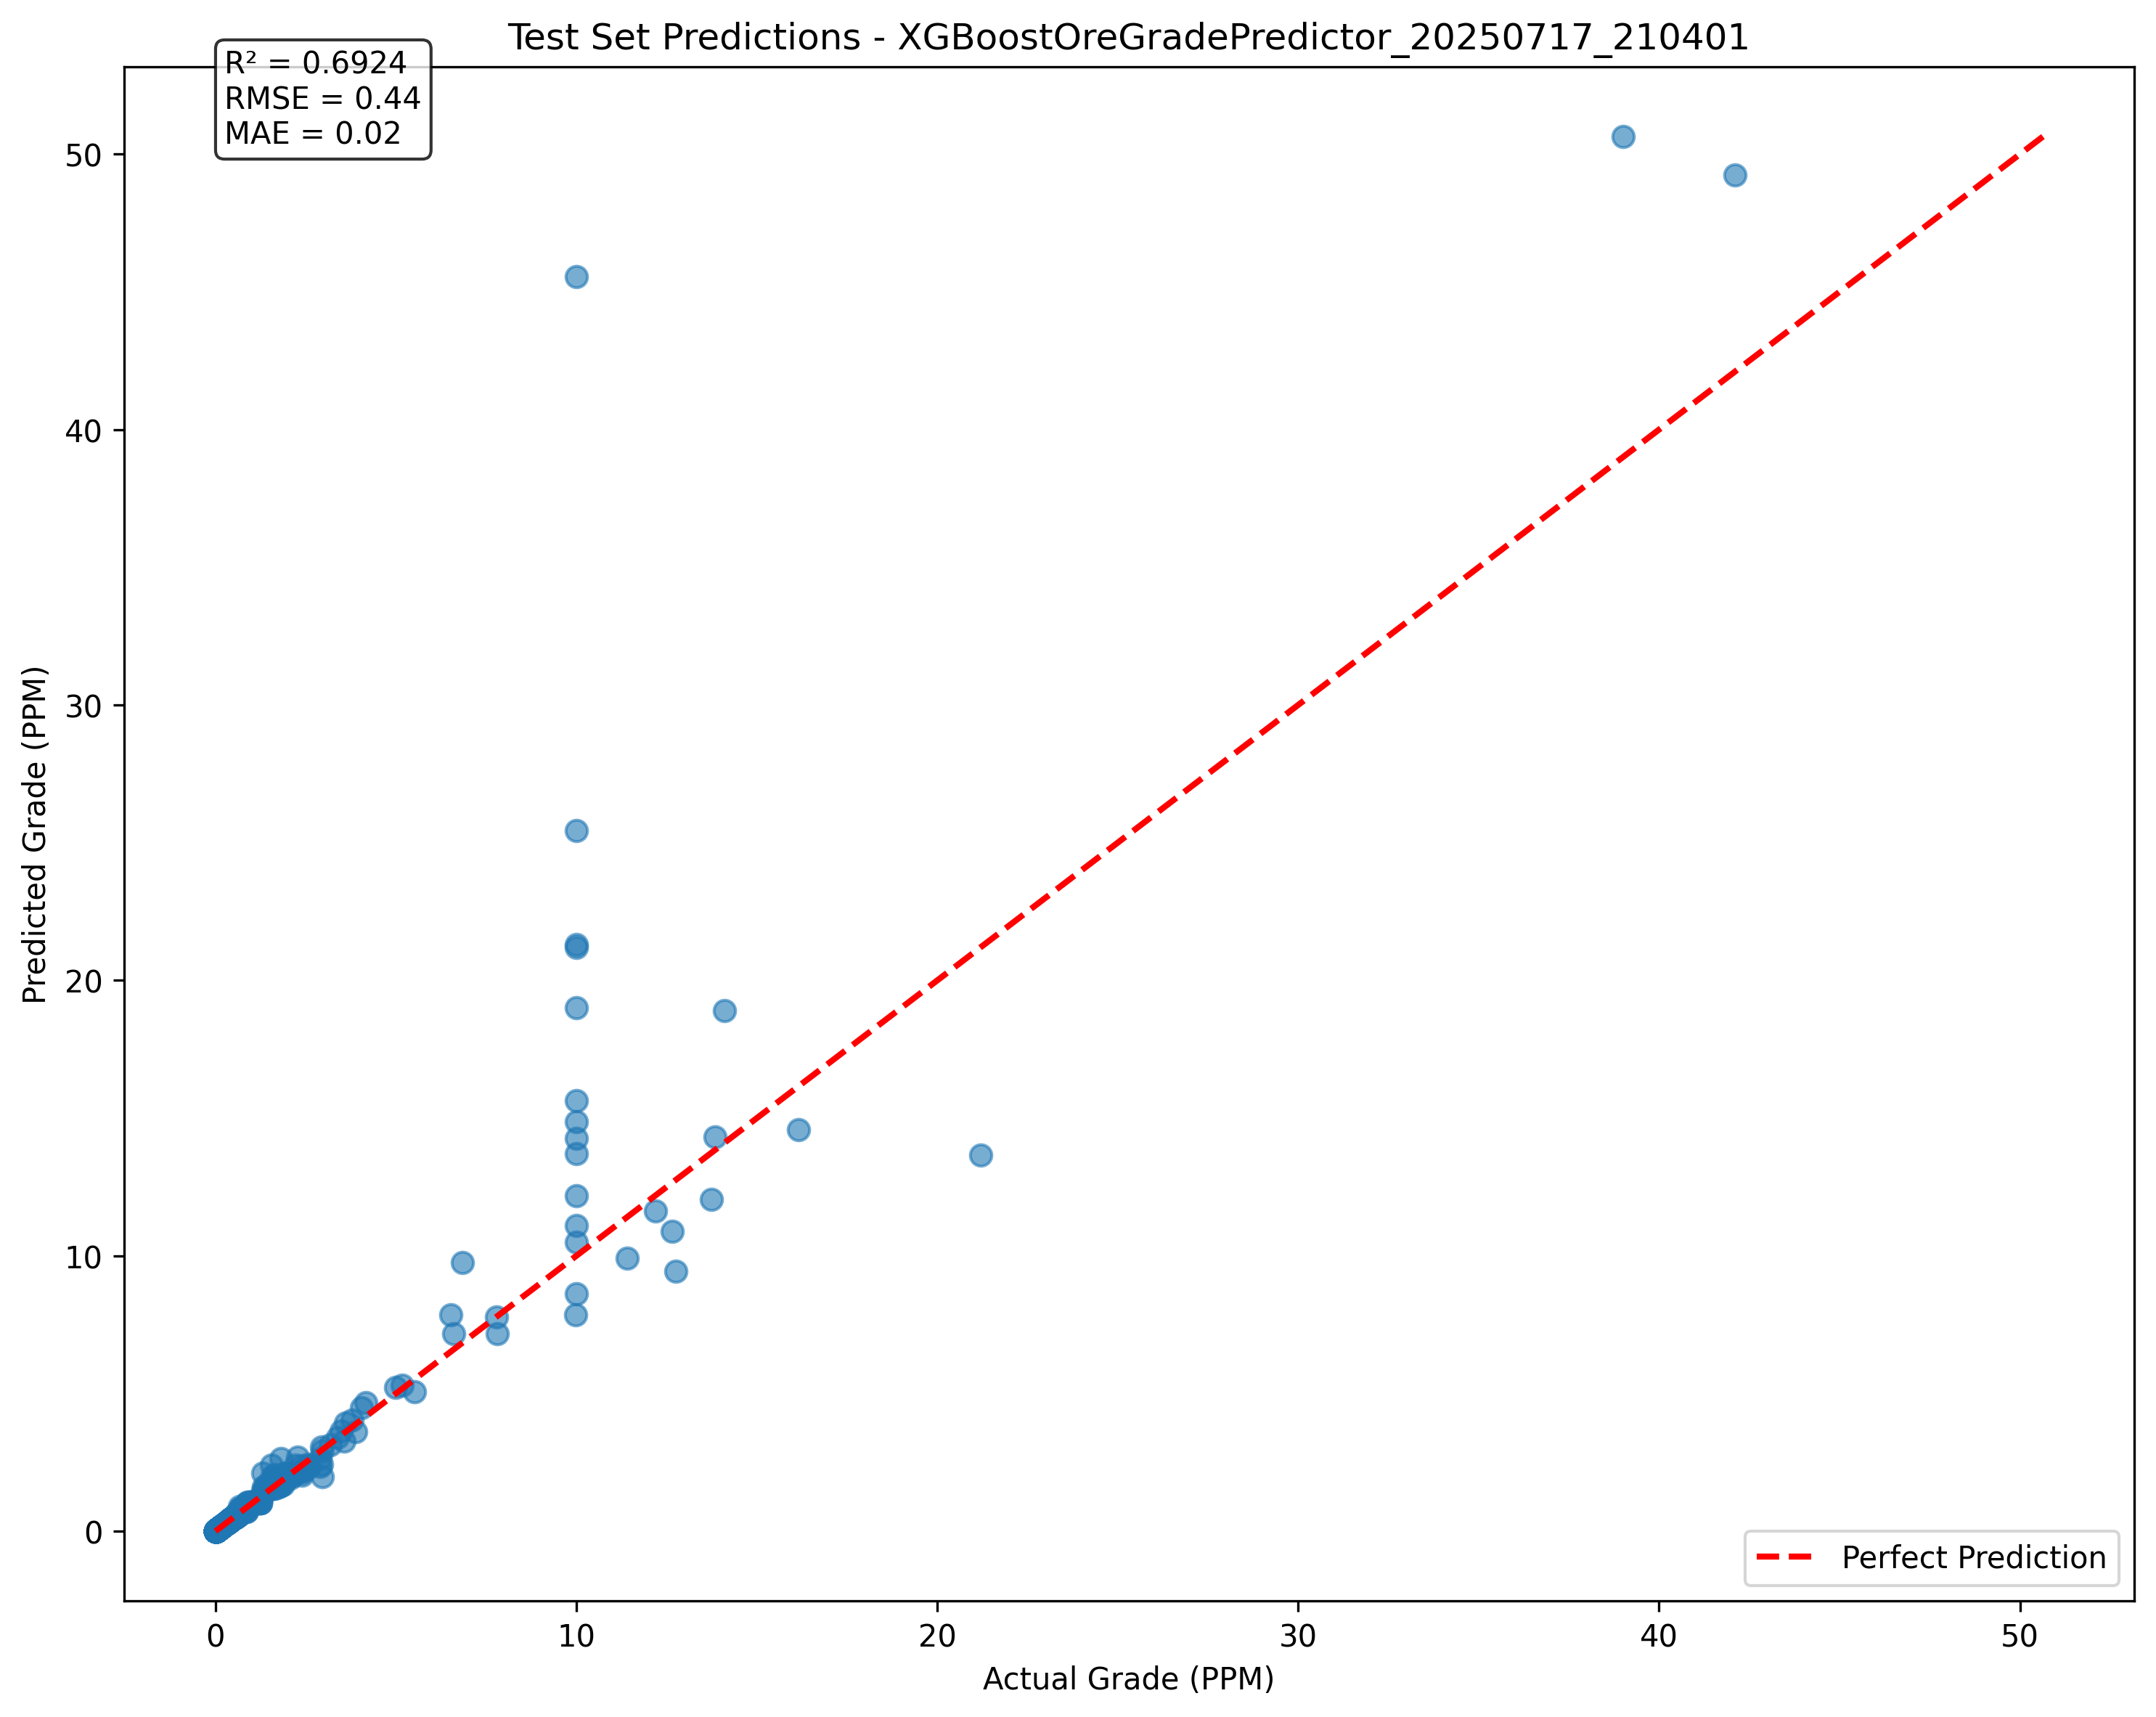 Test Set Predictions - XGBoostOreGradePredictor_20250717_210401
R² = 0.6924
RMSE = 0.44
MAE = 0.02
Predicted Grade (PPM)
50
40
30
20
10
0
0 10 20 30 40 50
Actual Grade (PPM)
Perfect Prediction